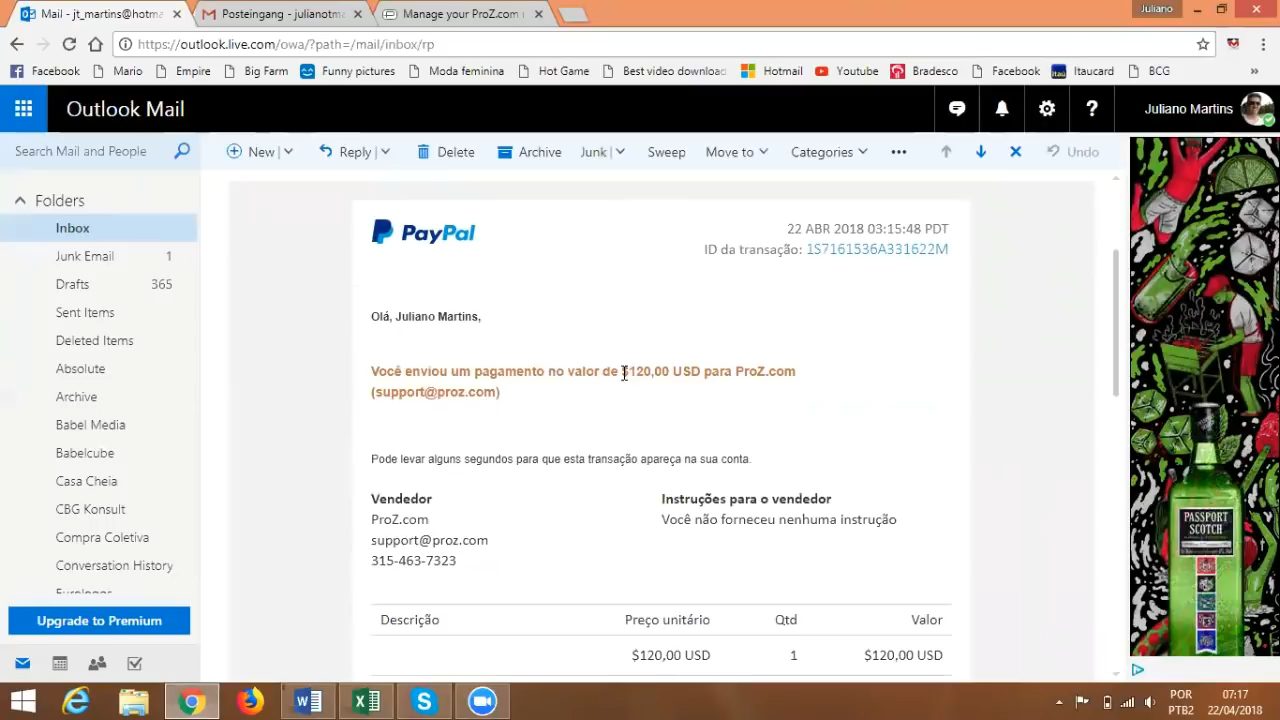 Mail - jt_martins@hotma
Posteingang - julianotma
Manage your ProZ.com m
Juliano
https://outlook.live.com/owa/?path=/mail/inbox/rp
Facebook
Mario
Empire
Big Farm
Funny pictures
Moda feminina
Hot Game
Best video download
Hotmail
Youtube
Bradesco
Facebook
Itaucard
BCG
Outlook Mail
Juliano Martins
Search Mail and People
New
Reply
Delete
Archive
Junk
Sweep
Move to
Categories
Undo
Folders
Inbox
Junk Email 1
Drafts 365
Sent Items
Deleted Items
Absolute
Archive
Babel Media
Babelcube
Casa Cheia
CBG Konsult
Compra Coletiva
Conversation History
Upgrade to Premium
PayPal
22 ABR 2018 03:15:48 PDT
ID da transação: 1S7161536A331622M
Olá, Juliano Martins,
Você enviou um pagamento no valor de $120,00 USD para ProZ.com
(support@proz.com)
Pode levar alguns segundos para que esta transação apareça na sua conta.
Vendedor
ProZ.com
support@proz.com
315-463-7323
Instruções para o vendedor
Você não forneceu nenhuma instrução
Descrição Preço unitário Qtd Valor
$120,00 USD 1 $120,00 USD
PASSPORT
SCOTCH
POR
PTB2
07:17
22/04/2018